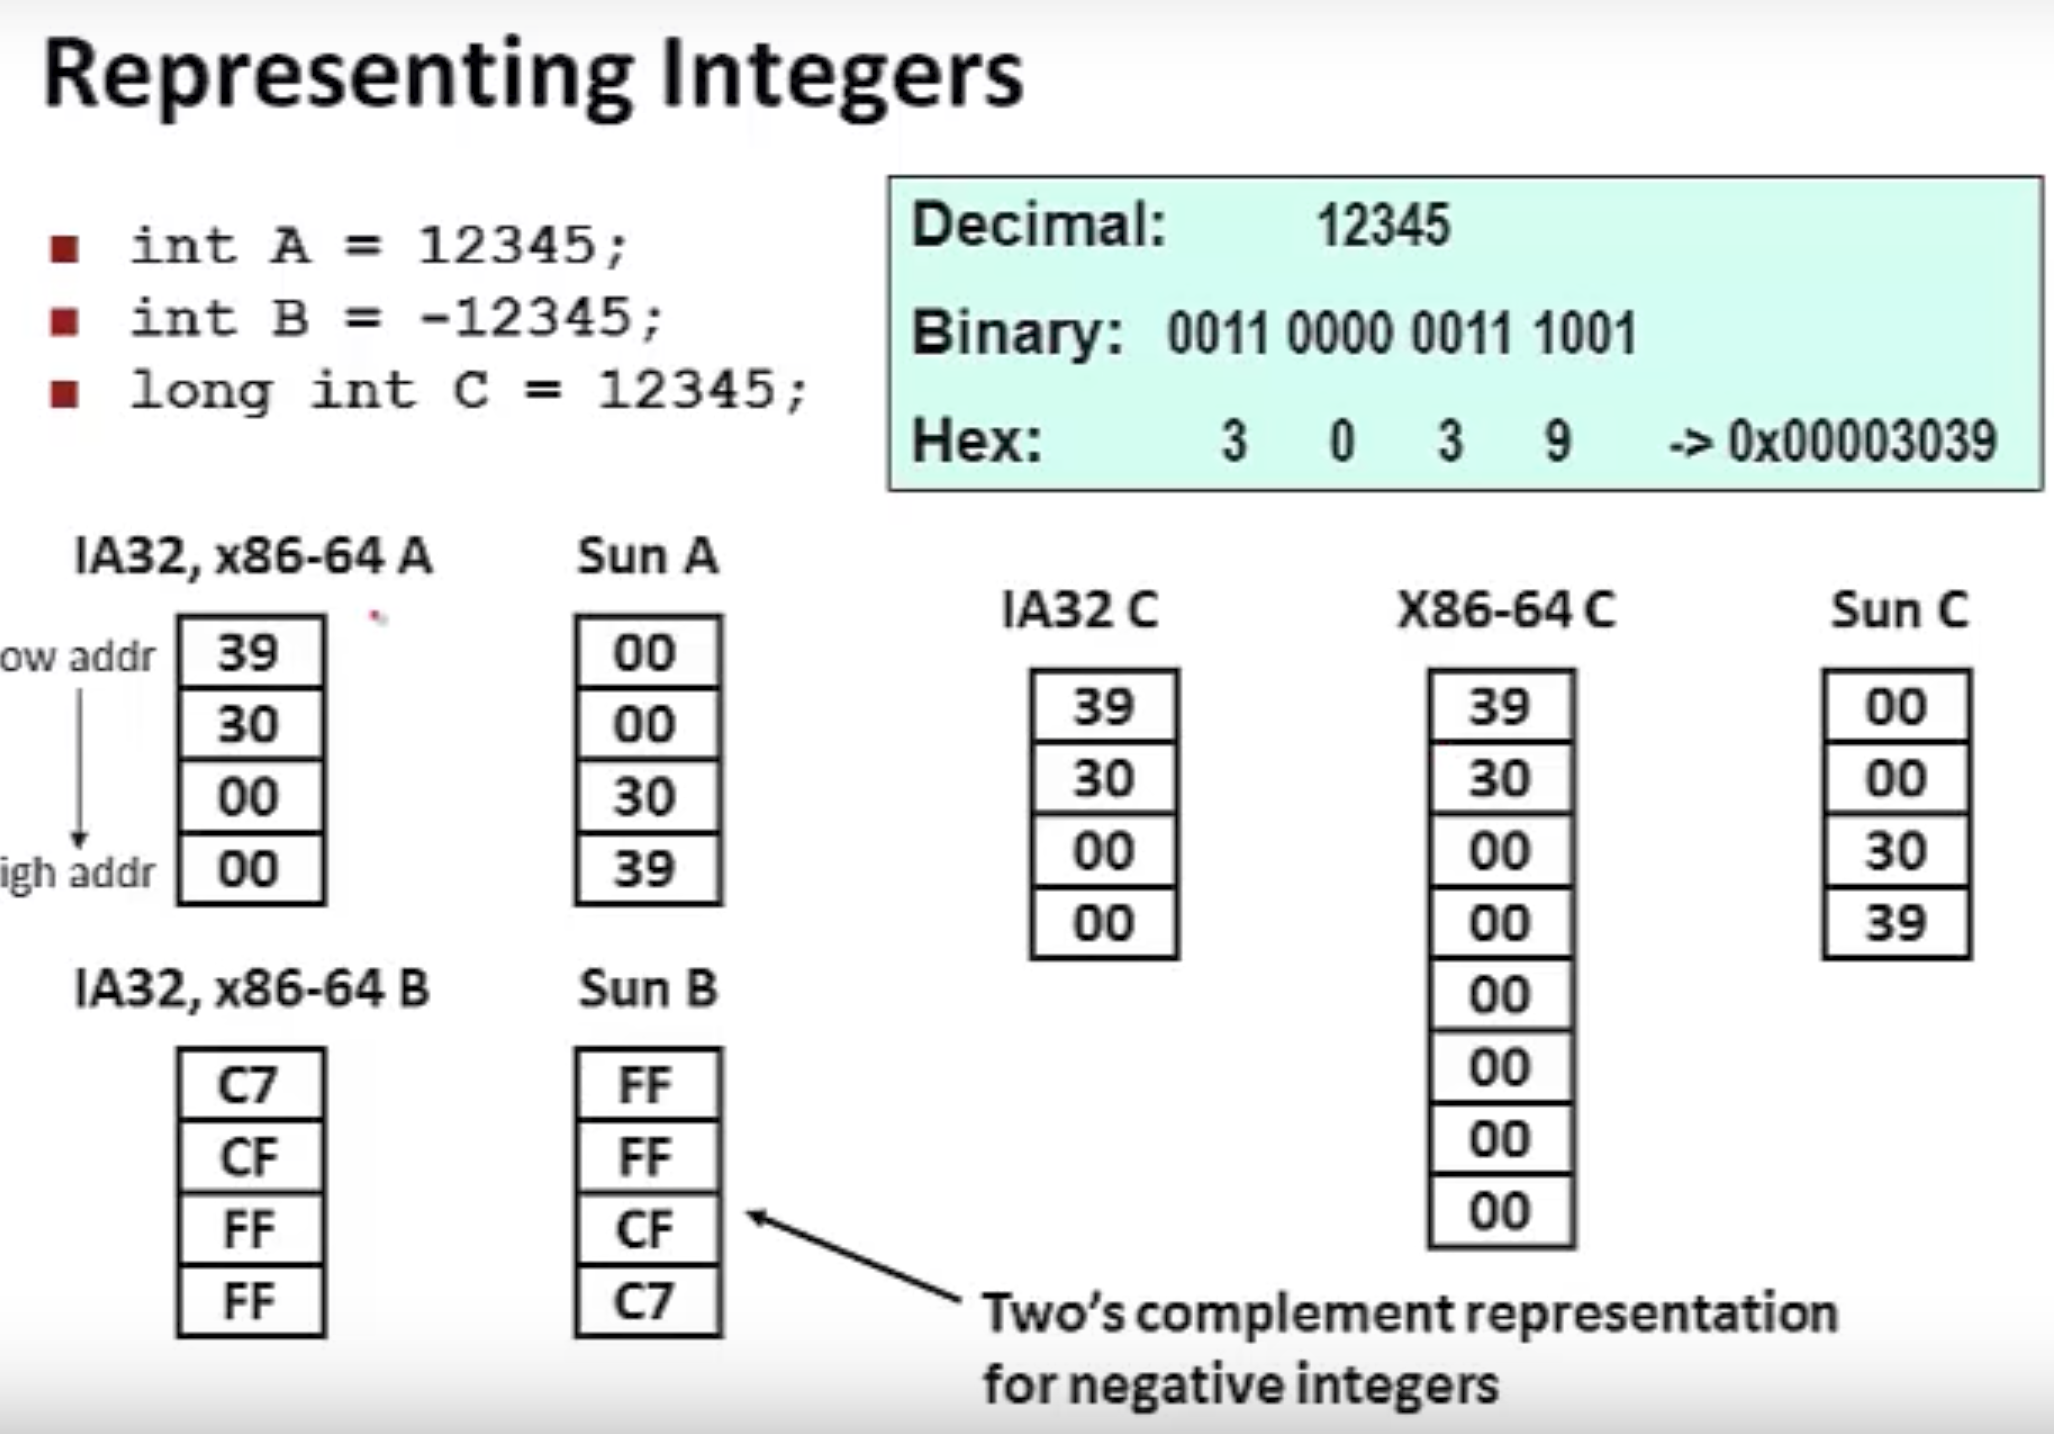 Representing Integers
int A = 12345;
int B = -12345;
long int C = 12345;
Decimal: 12345
Binary: 0011 0000 0011 1001
Hex: 3 0 3 9 -> 0x00003039
IA32, x86-64 A
ow addr
igh addr
39
30
00
00
Sun A
00
00
30
39
IA32 C
39
30
00
00
X86-64 C
39
30
00
00
00
00
00
00
Sun C
00
00
30
39
IA32, x86-64 B
C7
CF
FF
FF
Sun B
FF
FF
CF
C7
Two's complement representation
for negative integers